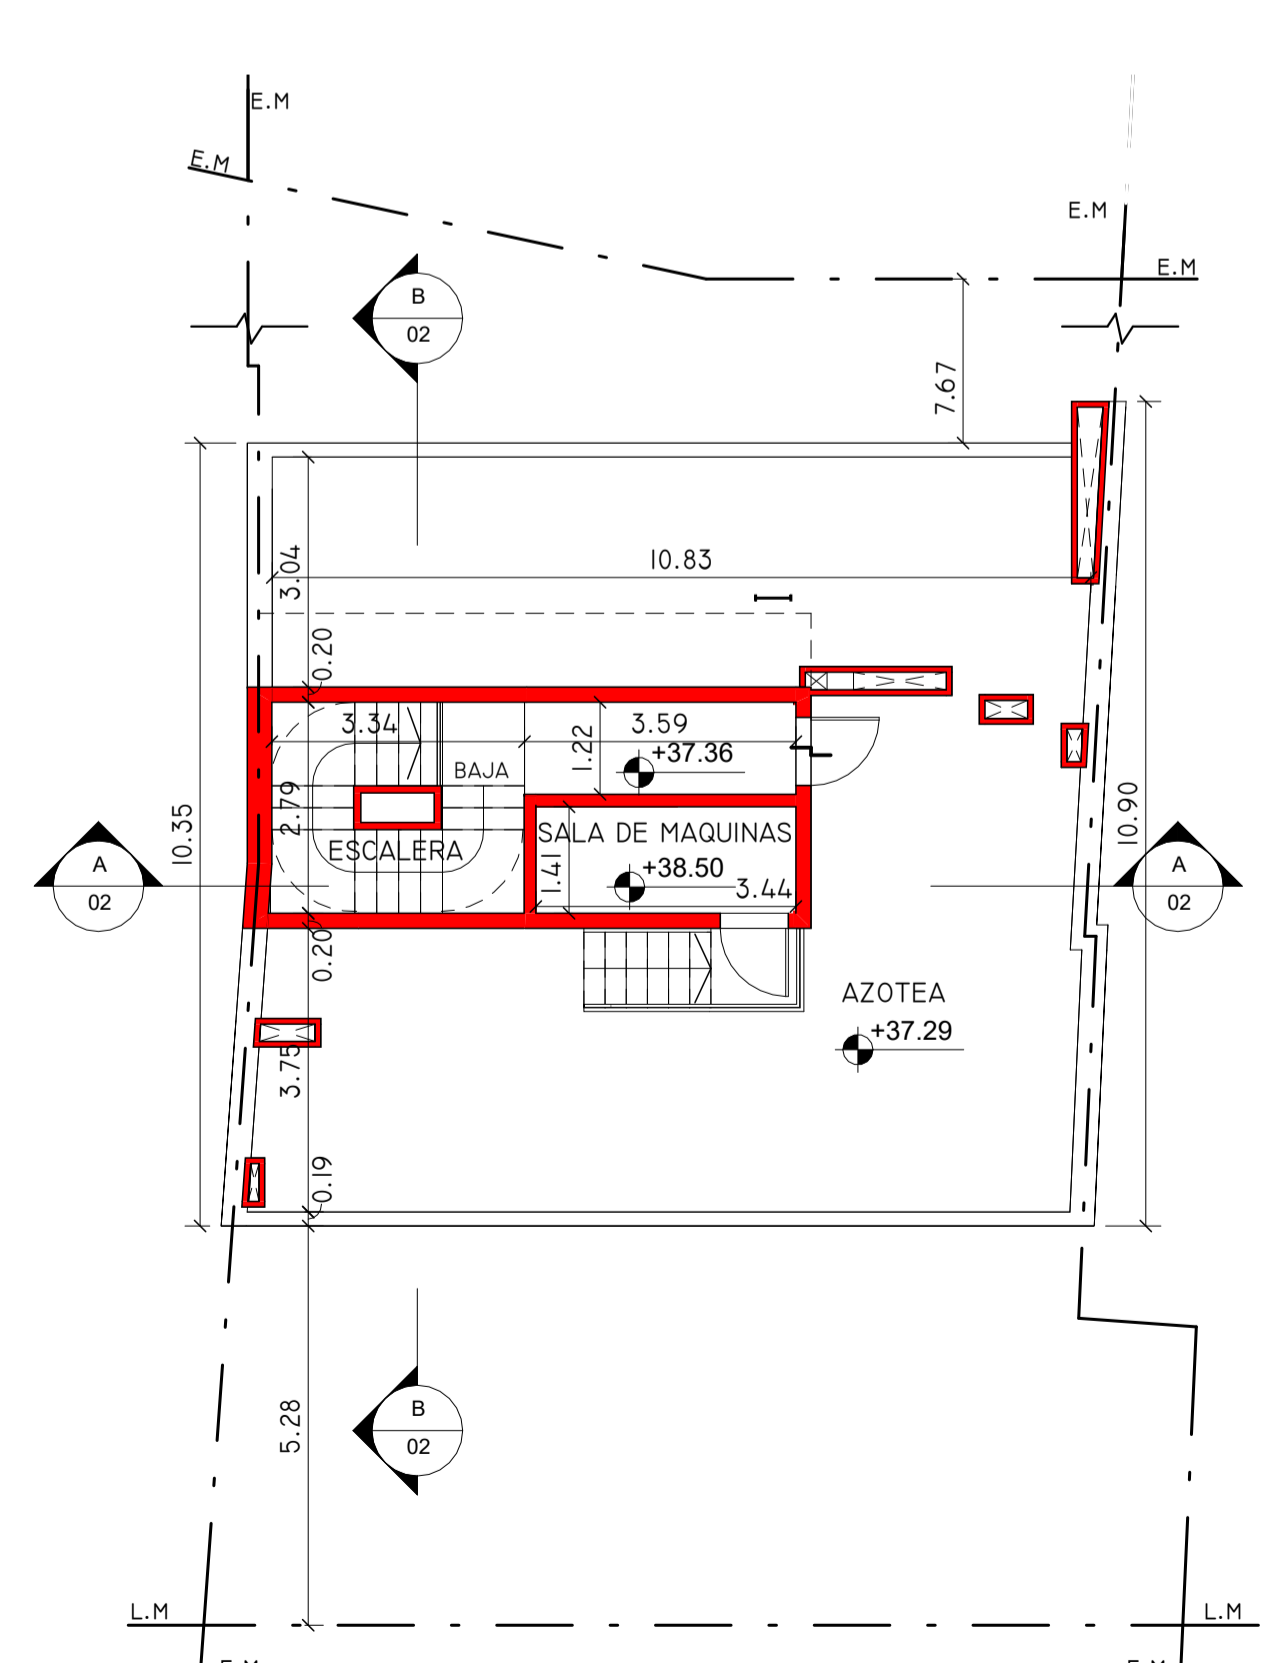 E.M
E.M
E.M
E.M
B
02
7.67
3.04
10.83
0.20
3.34
3.59
1.22
+37.36
BAJA
2.79
10.35
10.90
SALA DE MAQUINAS
ESCALERA
+38.50
1.41
3.44
A
02
A
02
0.20
AZOTEA
+37.29
3.75
0.19
5.28
B
02
L.M
L.M
E.M
E.M